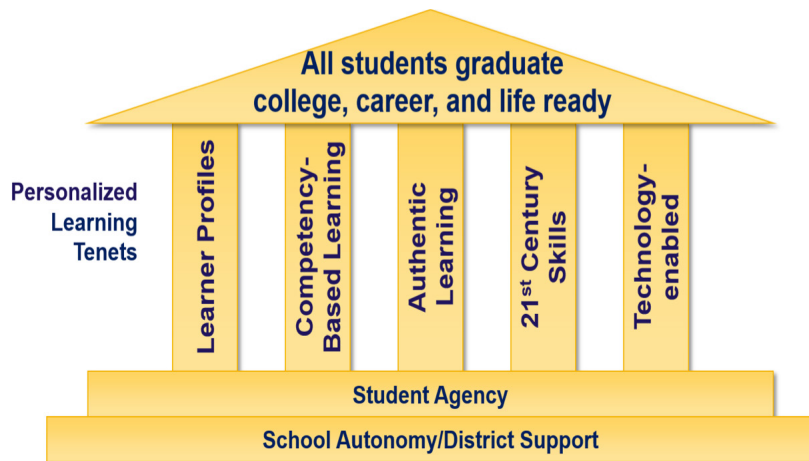 All students graduate
college, career, and life ready
Personalized
Learning
Tenets
Learner Profiles
Competency-
Based Learning
Authentic
Learning
21st Century
Skills
Technology-
enabled
Student Agency
School Autonomy/District Support